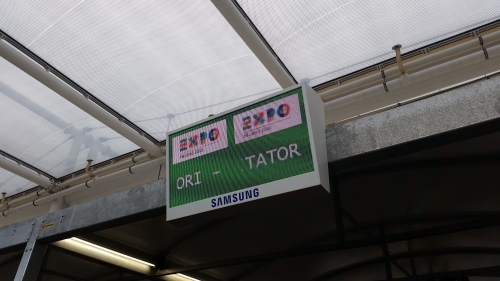 EXPO EXPO
ORI - TATOR
SAMSUNG